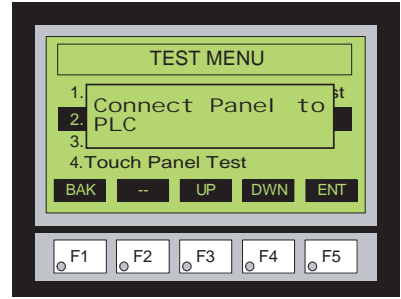 TEST MENU
1. st
Connect Panel to
2. PLC
3.
4.Touch Panel Test
BAK -- UP DWN ENT
F1 F2 F3 F4 F5